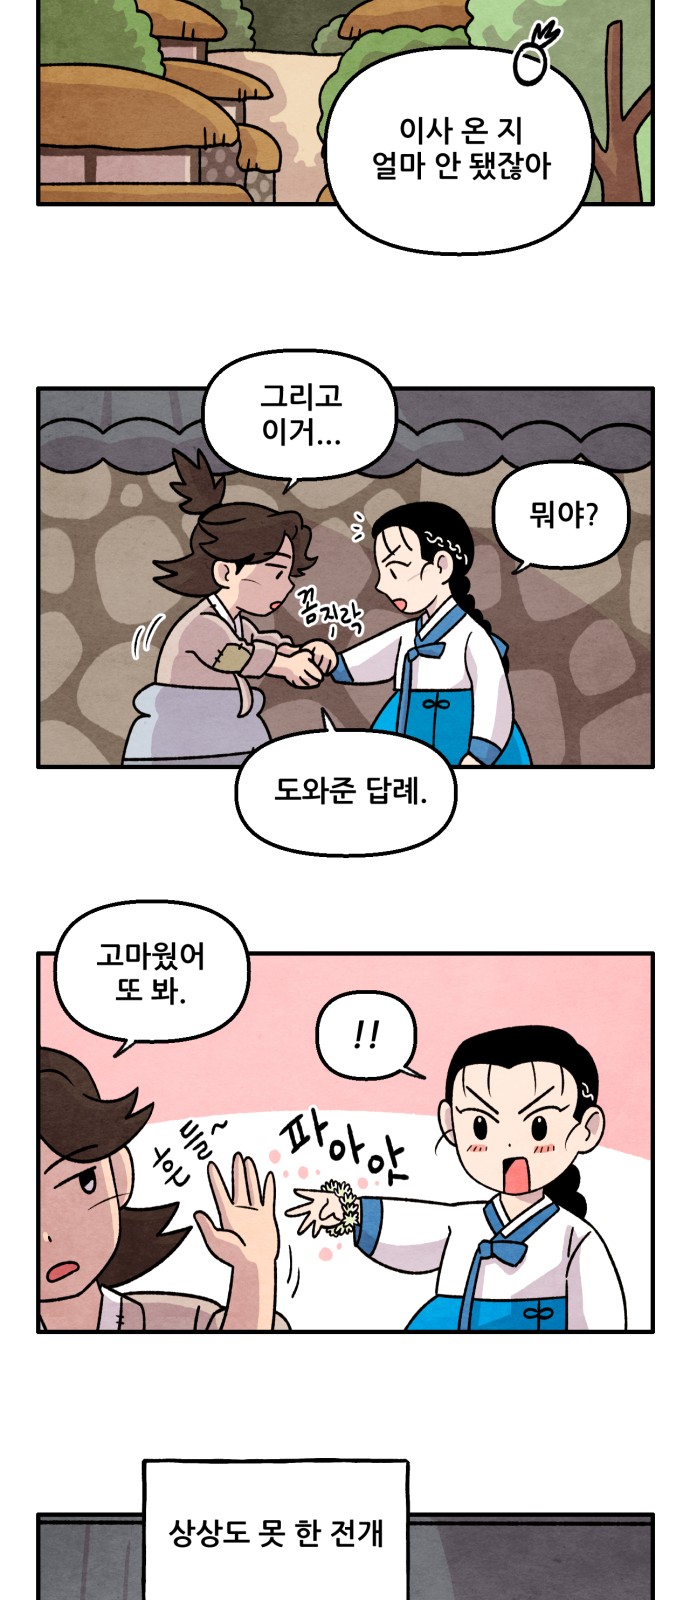 이사 온 지
얼마 안 됐잖아
그리고
이거...
뭐야?
꼼지락
도와준 답례.
고마웠어
또 봐.
!!
흔들~
파아앗
상상도 못 한 전개